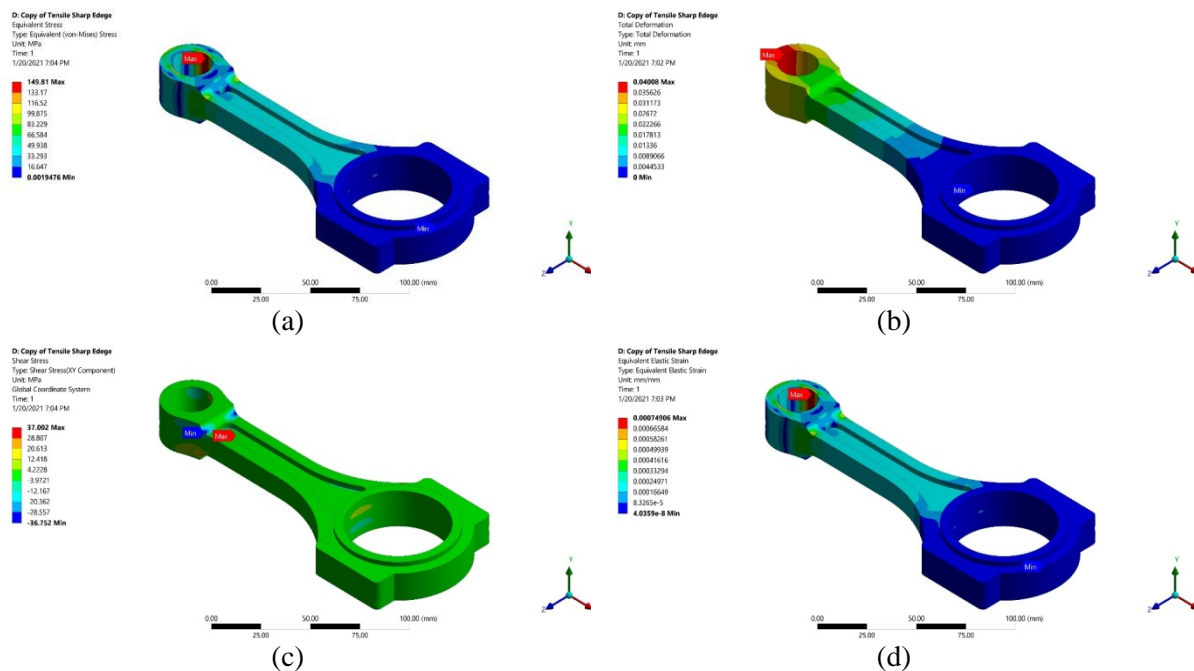 D: Copy of Tensile Sharp Edege
Equivalent Stress
Type: Equivalent (von-Mises) Stress
Unit: MPa
Time: 1
1/20/2021 7:04 PM
149.81 Max
133.17
116.52
99.875
83.229
66.584
49.938
33.293
16.647
0.0019476 Min
Max
Min
Y
Z
0.00
50.00
100.00 (mm)
25.00
75.00
(a)
D: Copy of Tensile Sharp Edege
Total Deformation
Type: Total Deformation
Unit: mm
Time: 1
1/20/2021 7:02 PM
0.04008 Max
0.035626
0.031173
0.02672
0.022266
0.017813
0.01336
0.0089066
0.0044533
0 Min
Max
Min
Y
Z
0.00
50.00
100.00 (mm)
25.00
75.00
(b)
D: Copy of Tensile Sharp Edege
Shear Stress
Type: Shear Stress(XY Component)
Unit: MPa
Global Coordinate System
Time: 1
1/20/2021 7:04 PM
37.002 Max
28.807
20.613
12.418
4.2228
-3.9721
-12.167
-20.362
-28.557
-36.752 Min
Min
Max
Y
Z
0.00
50.00
100.00 (mm)
25.00
75.00
(c)
D: Copy of Tensile Sharp Edege
Equivalent Elastic Strain
Type: Equivalent Elastic Strain
Unit: mm/mm
Time: 1
1/20/2021 7:03 PM
0.00074906 Max
0.00066584
0.00058261
0.00049939
0.00041616
0.00033294
0.00024971
0.00016649
8.3265e-5
4.0359e-8 Min
Max
Min
Y
Z
0.00
50.00
100.00 (mm)
25.00
75.00
(d)